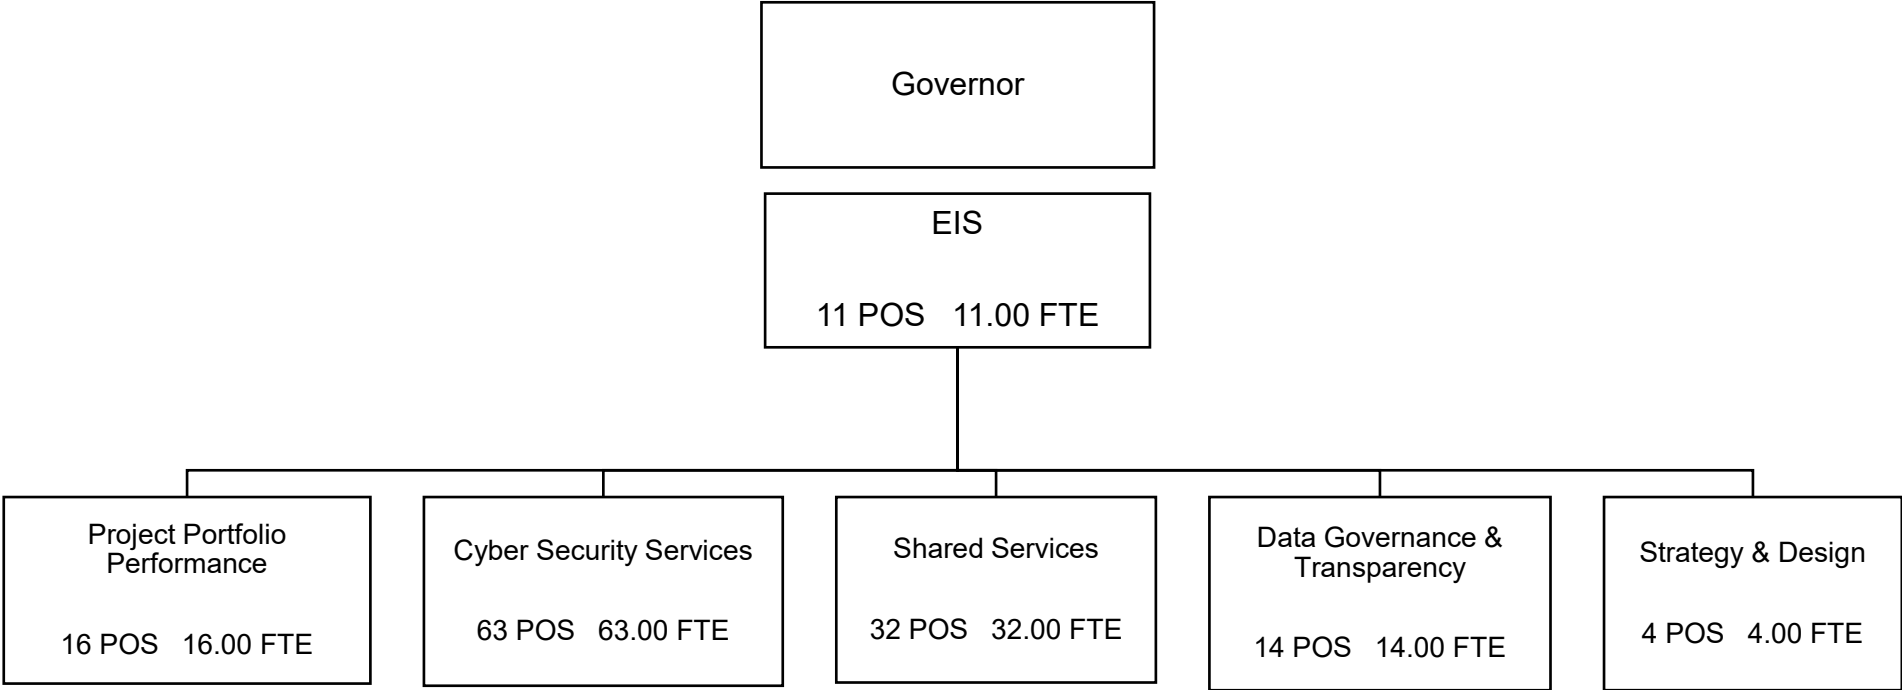 Governor
EIS
11 POS 11.00 FTE
Project Portfolio
Performance
16 POS 16.00 FTE
Cyber Security Services
63 POS 63.00 FTE
Shared Services
32 POS 32.00 FTE
Data Governance &
Transparency
14 POS 14.00 FTE
Strategy & Design
4 POS 4.00 FTE